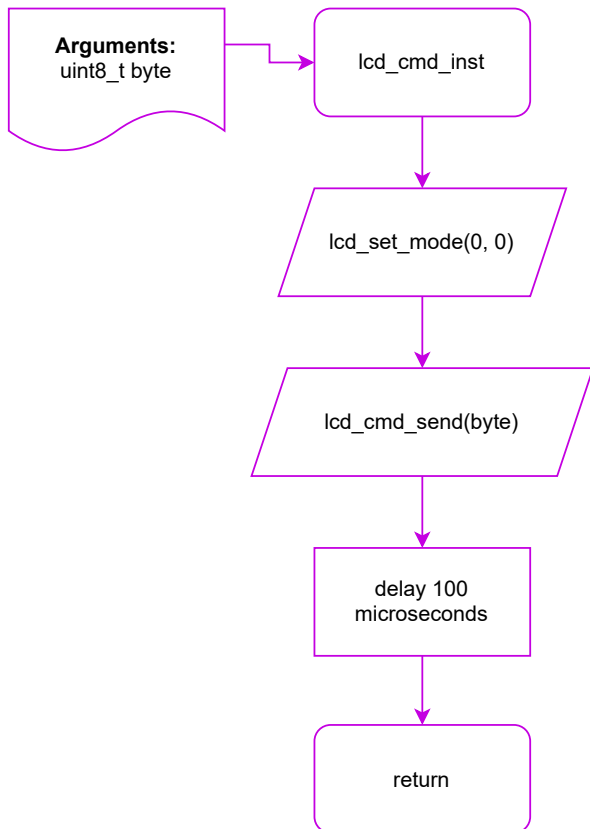 Arguments:
uint8_t byte
lcd_cmd_inst
lcd_set_mode(0, 0)
lcd_cmd_send(byte)
delay 100
microseconds
return